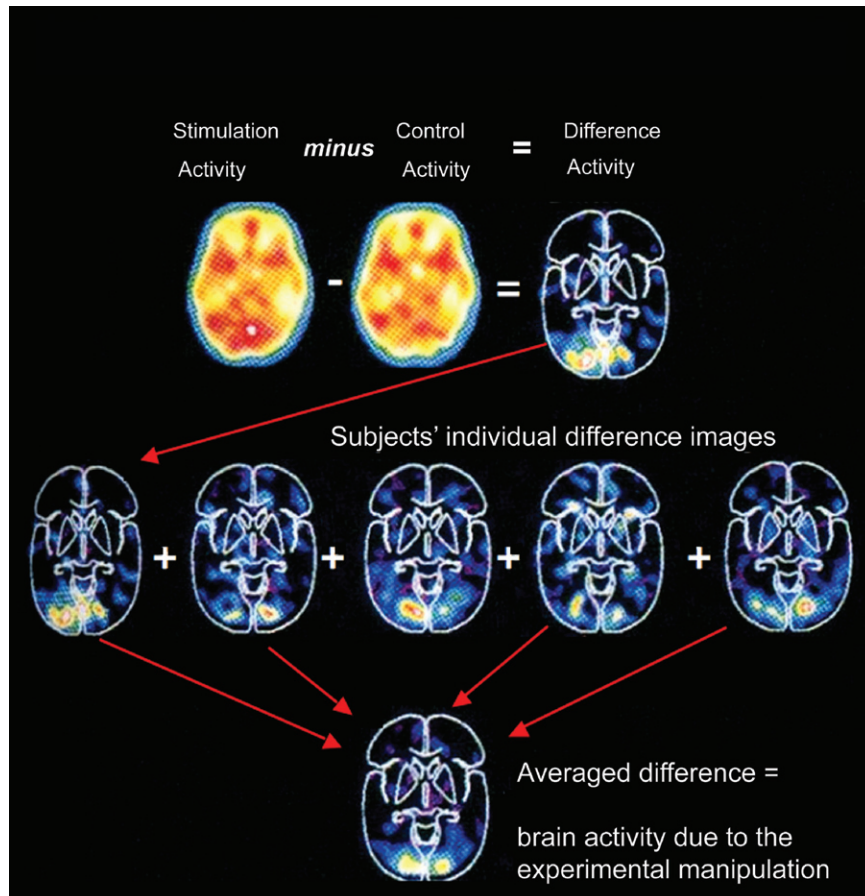 Stimulation minus Control = Difference
Activity Activity Activity
- =
Subjects' individual difference images
+ + + +
Averaged difference =
brain activity due to the
experimental manipulation